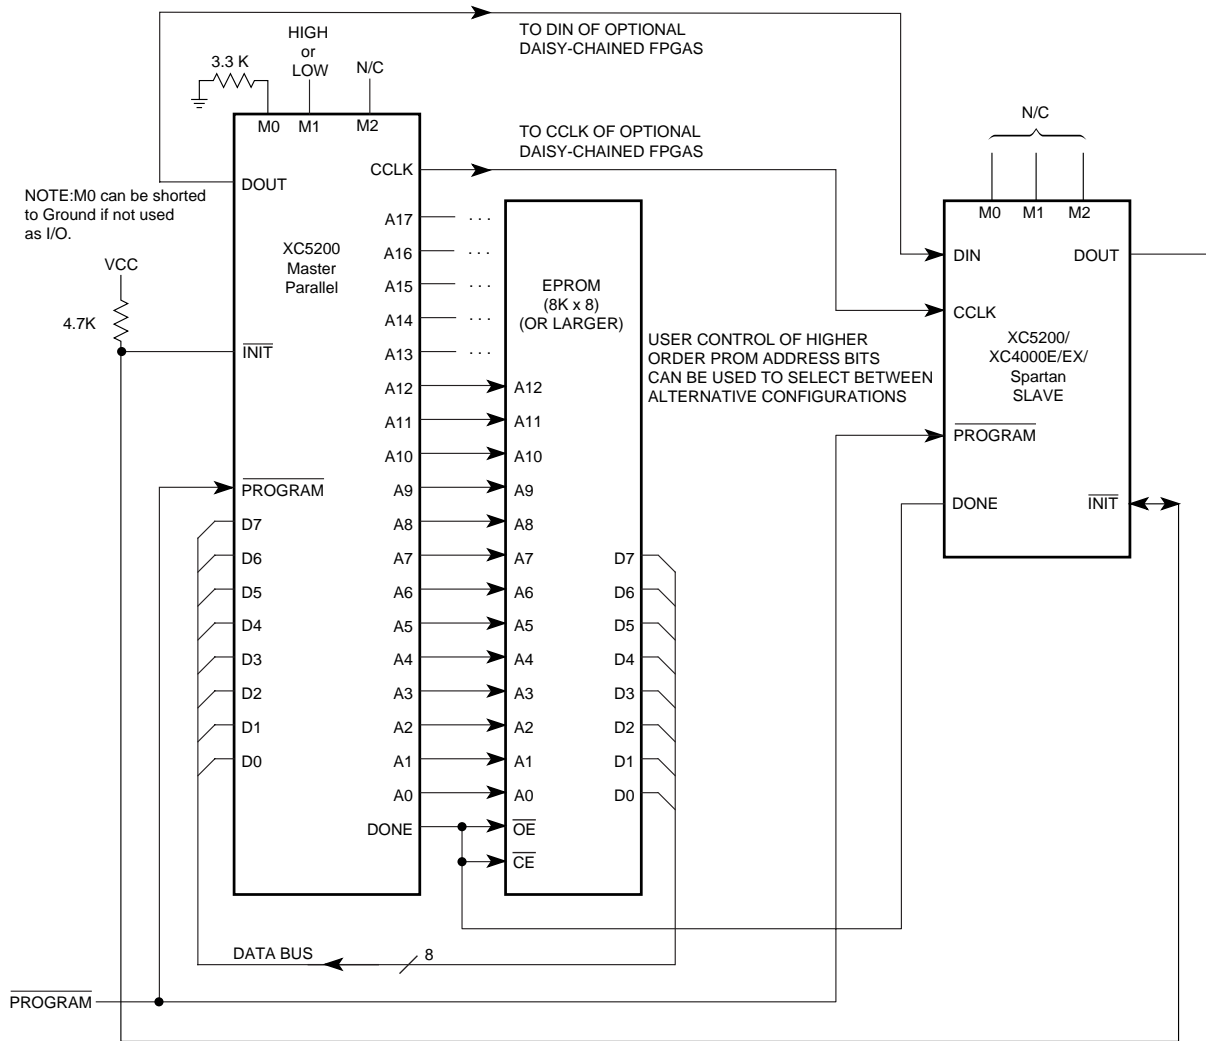 TO DIN OF OPTIONAL
DAISY-CHAINED FPGAS
HIGH
or
LOW
3.3 K
N/C
M0 M1 M2
TO CCLK OF OPTIONAL
DAISY-CHAINED FPGAS
N/C
M0 M1 M2
NOTE:M0 can be shorted
to Ground if not used
as I/O.
VCC
4.7K
DOUT
INIT
PROGRAM
D7
D6
D5
D4
D3
D2
D1
D0
XC5200
Master
Parallel
CCLK
A17 ...
A16 ...
A15 ...
A14 ...
A13 ...
A12
A11
A10
A9
A8
A7
A6
A5
A4
A3
A2
A1
A0
DONE
EPROM
(8K x 8)
(OR LARGER)
A12
A11
A10
A9
A8
A7
A6
A5
A4
A3
A2
A1
A0
OE
CE
D7
D6
D5
D4
D3
D2
D1
D0
USER CONTROL OF HIGHER
ORDER PROM ADDRESS BITS
CAN BE USED TO SELECT BETWEEN
ALTERNATIVE CONFIGURATIONS
DIN
DOUT
CCLK
XC5200/
XC4000E/EX/
Spartan
SLAVE
PROGRAM
DONE
INIT
DATA BUS
8
PROGRAM